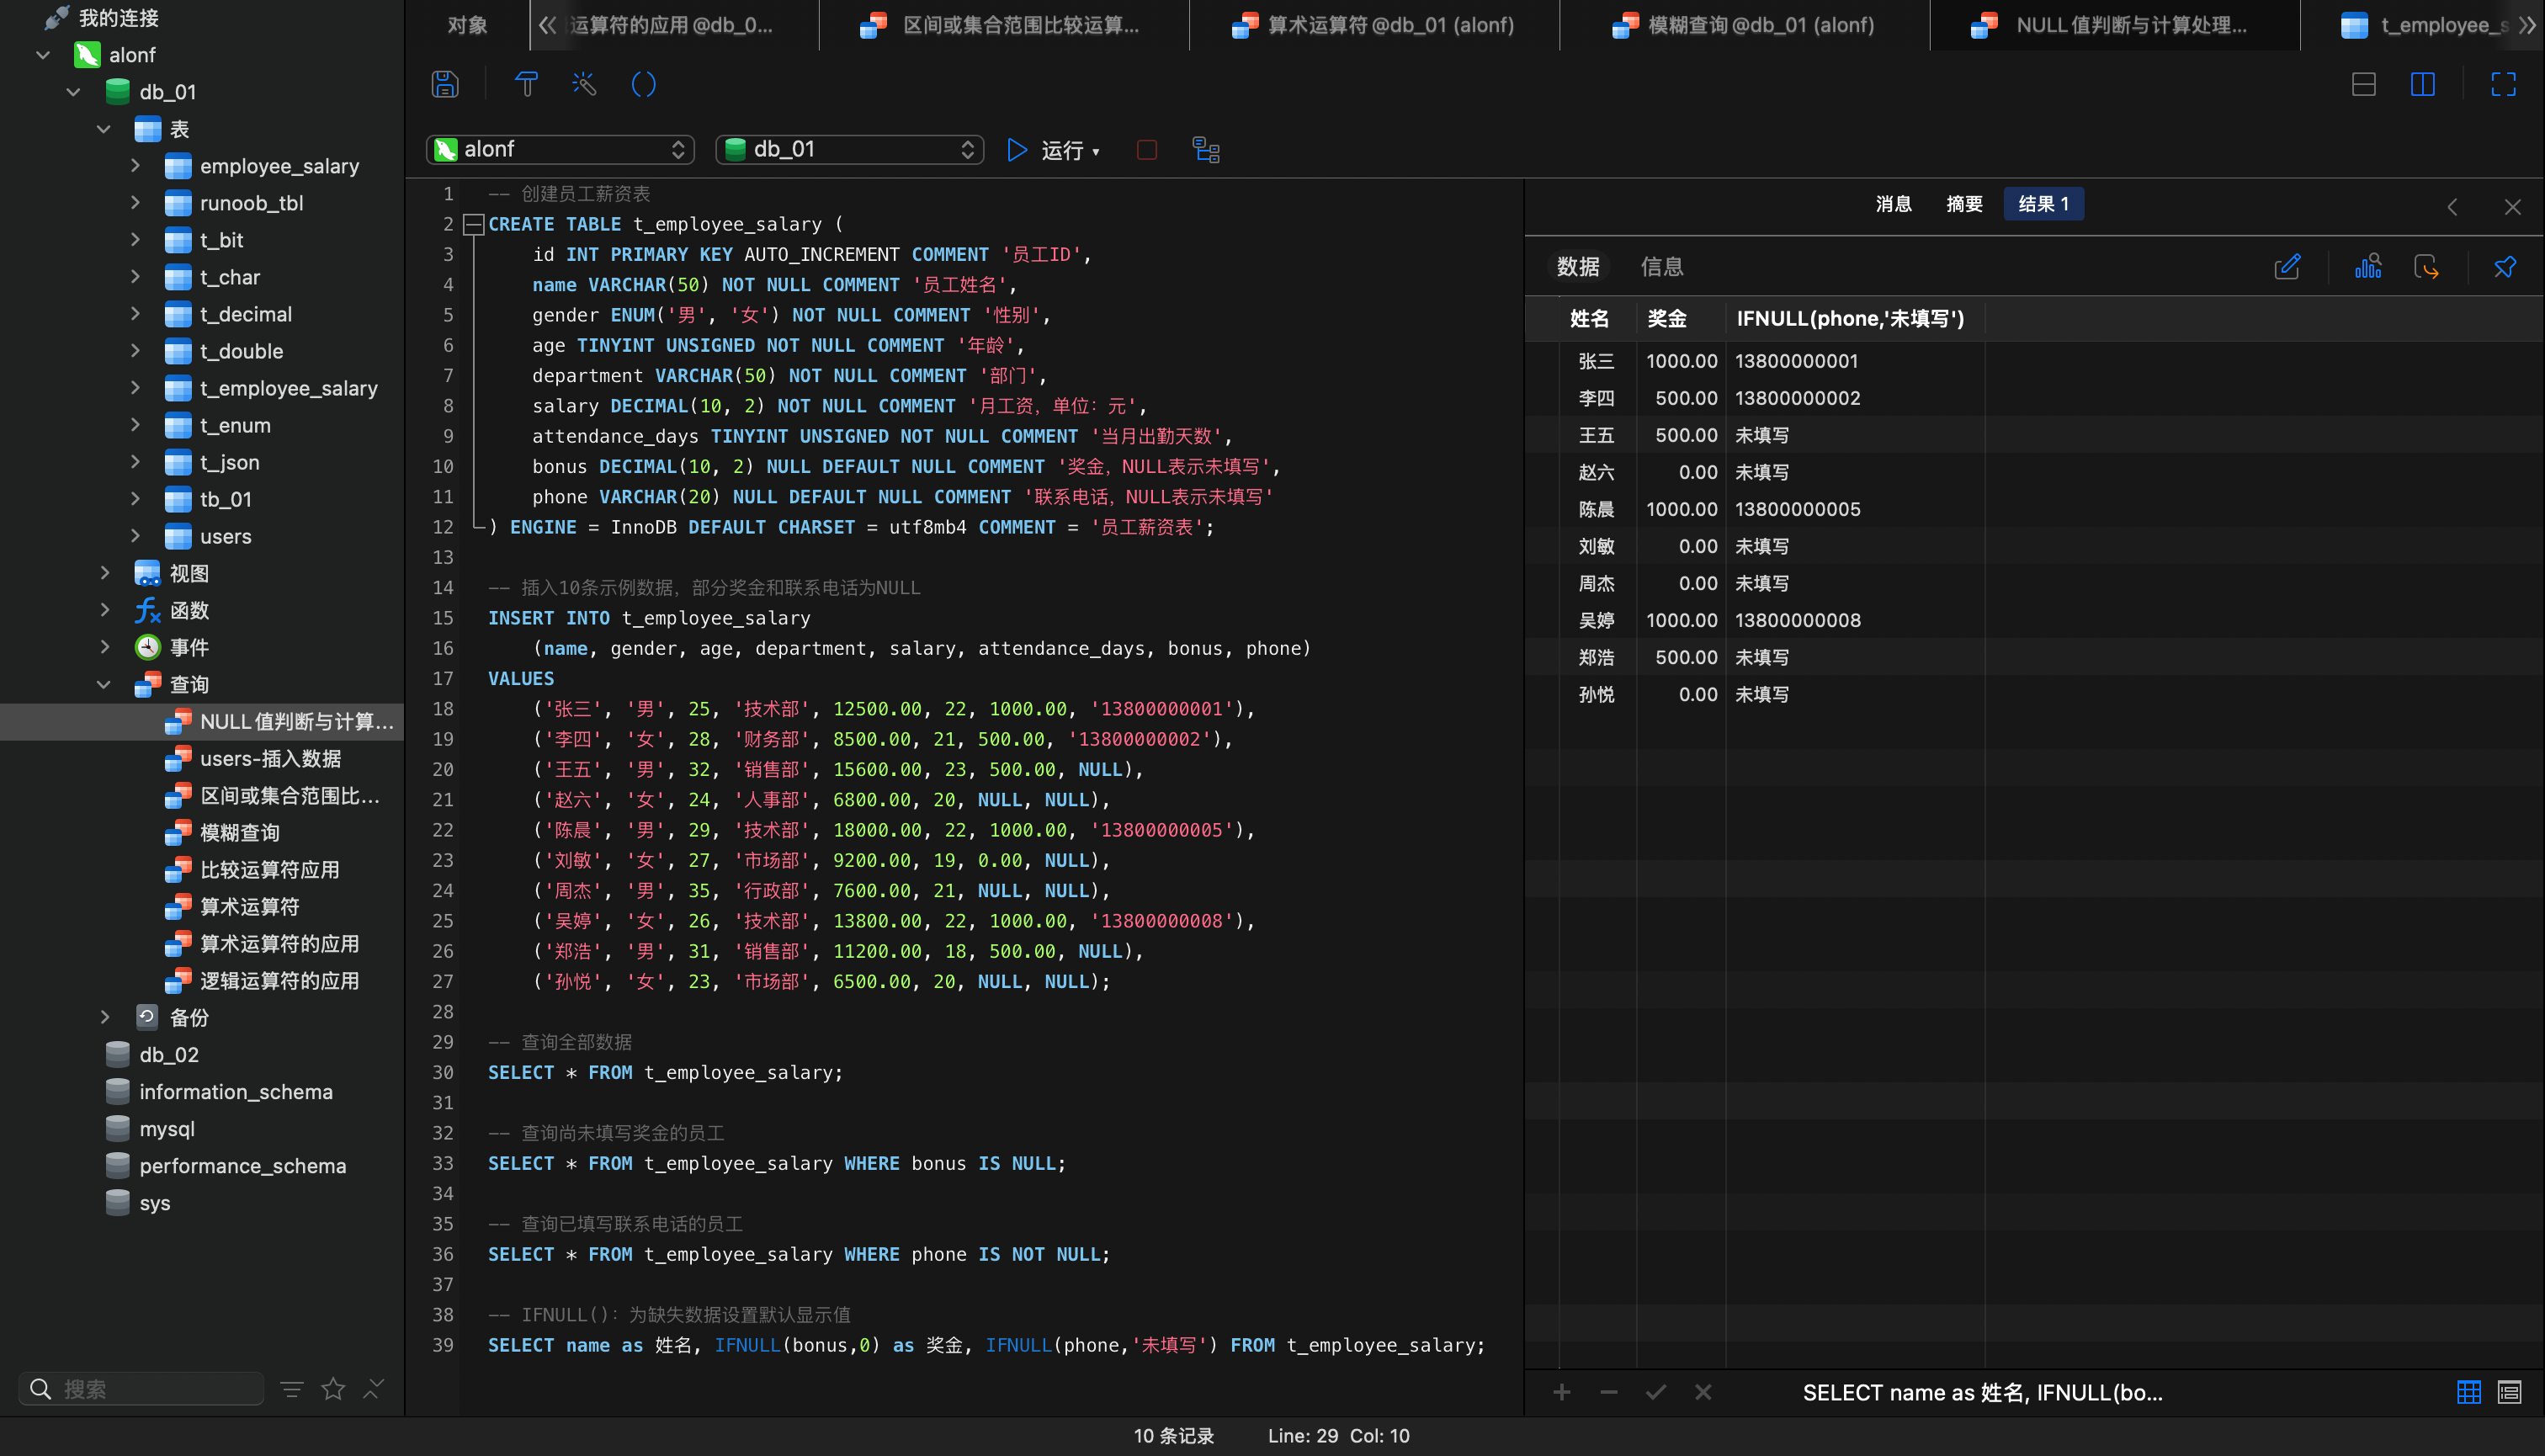 我的连接
alonf
db_01
表
employee_salary
runoob_tbl
t_bit
t_char
t_decimal
t_double
t_employee_salary
t_enum
t_json
tb_01
users
视图
函数
事件
查询
NULL值判断与计算...
users-插入数据
区间或集合范围比...
模糊查询
比较运算符应用
算术运算符
算术运算符的应用
逻辑运算符的应用
备份
db_02
information_schema
mysql
performance_schema
sys
搜索
对象
运算符的应用@db_0...
区间或集合范围比较运算...
算术运算符@db_01 (alonf)
模糊查询@db_01 (alonf)
NULL值判断与计算处理...
t_employee_s
alonf
db_01
运行
1 -- 创建员工薪资表
2 CREATE TABLE t_employee_salary (
3 id INT PRIMARY KEY AUTO_INCREMENT COMMENT '员工ID',
4 name VARCHAR(50) NOT NULL COMMENT '员工姓名',
5 gender ENUM('男', '女') NOT NULL COMMENT '性别',
6 age TINYINT UNSIGNED NOT NULL COMMENT '年龄',
7 department VARCHAR(50) NOT NULL COMMENT '部门',
8 salary DECIMAL(10, 2) NOT NULL COMMENT '月工资，单位：元',
9 attendance_days TINYINT UNSIGNED NOT NULL COMMENT '当月出勤天数',
10 bonus DECIMAL(10, 2) NULL DEFAULT NULL COMMENT '奖金，NULL表示未填写',
11 phone VARCHAR(20) NULL DEFAULT NULL COMMENT '联系电话，NULL表示未填写'
12 ) ENGINE = InnoDB DEFAULT CHARSET = utf8mb4 COMMENT = '员工薪资表';
13
14 -- 插入10条示例数据，部分奖金和联系电话为NULL
15 INSERT INTO t_employee_salary
16 (name, gender, age, department, salary, attendance_days, bonus, phone)
17 VALUES
18 ('张三', '男', 25, '技术部', 12500.00, 22, 1000.00, '13800000001'),
19 ('李四', '女', 28, '财务部', 8500.00, 21, 500.00, '13800000002'),
20 ('王五', '男', 32, '销售部', 15600.00, 23, 500.00, NULL),
21 ('赵六', '女', 24, '人事部', 6800.00, 20, NULL, NULL),
22 ('陈晨', '男', 29, '技术部', 18000.00, 22, 1000.00, '13800000005'),
23 ('刘敏', '女', 27, '市场部', 9200.00, 19, 0.00, NULL),
24 ('周杰', '男', 35, '行政部', 7600.00, 21, NULL, NULL),
25 ('吴婷', '女', 26, '技术部', 13800.00, 22, 1000.00, '13800000008'),
26 ('郑浩', '男', 31, '销售部', 11200.00, 18, 500.00, NULL),
27 ('孙悦', '女', 23, '市场部', 6500.00, 20, NULL, NULL);
28
29 -- 查询全部数据
30 SELECT * FROM t_employee_salary;
31
32 -- 查询尚未填写奖金的员工
33 SELECT * FROM t_employee_salary WHERE bonus IS NULL;
34
35 -- 查询已填写联系电话的员工
36 SELECT * FROM t_employee_salary WHERE phone IS NOT NULL;
37
38 -- IFNULL()：为缺失数据设置默认显示值
39 SELECT name as 姓名, IFNULL(bonus,0) as 奖金, IFNULL(phone,'未填写') FROM t_employee_salary;
消息 摘要 结果 1
数据 信息
姓名 奖金 IFNULL(phone,'未填写')
张三 1000.00 13800000001
李四 500.00 13800000002
王五 500.00 未填写
赵六 0.00 未填写
陈晨 1000.00 13800000005
刘敏 0.00 未填写
周杰 0.00 未填写
吴婷 1000.00 13800000008
郑浩 500.00 未填写
孙悦 0.00 未填写
SELECT name as 姓名, IFNULL(bo...
10 条记录 Line: 29 Col: 10